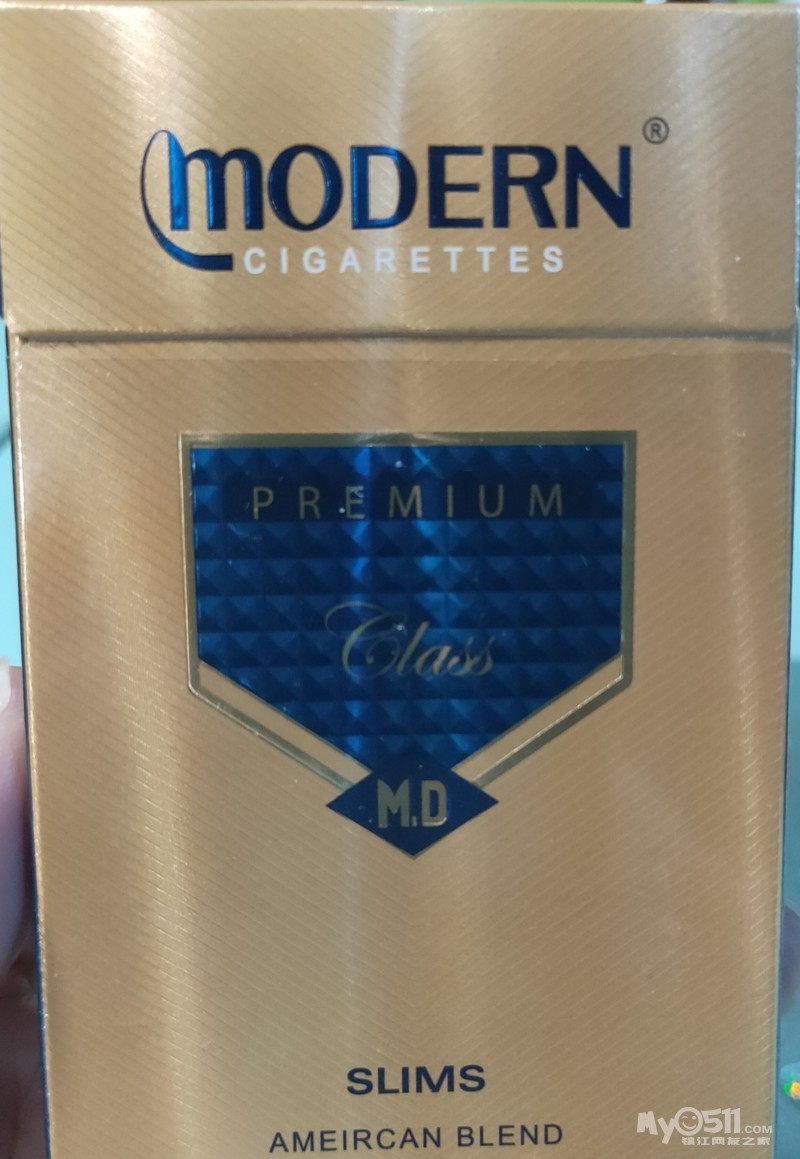 MODERN®
CIGARETTES
PREMIUM
Class
M.D
SLIMS
AMEIRCAN BLEND
My0511.COM
镇江网友之家